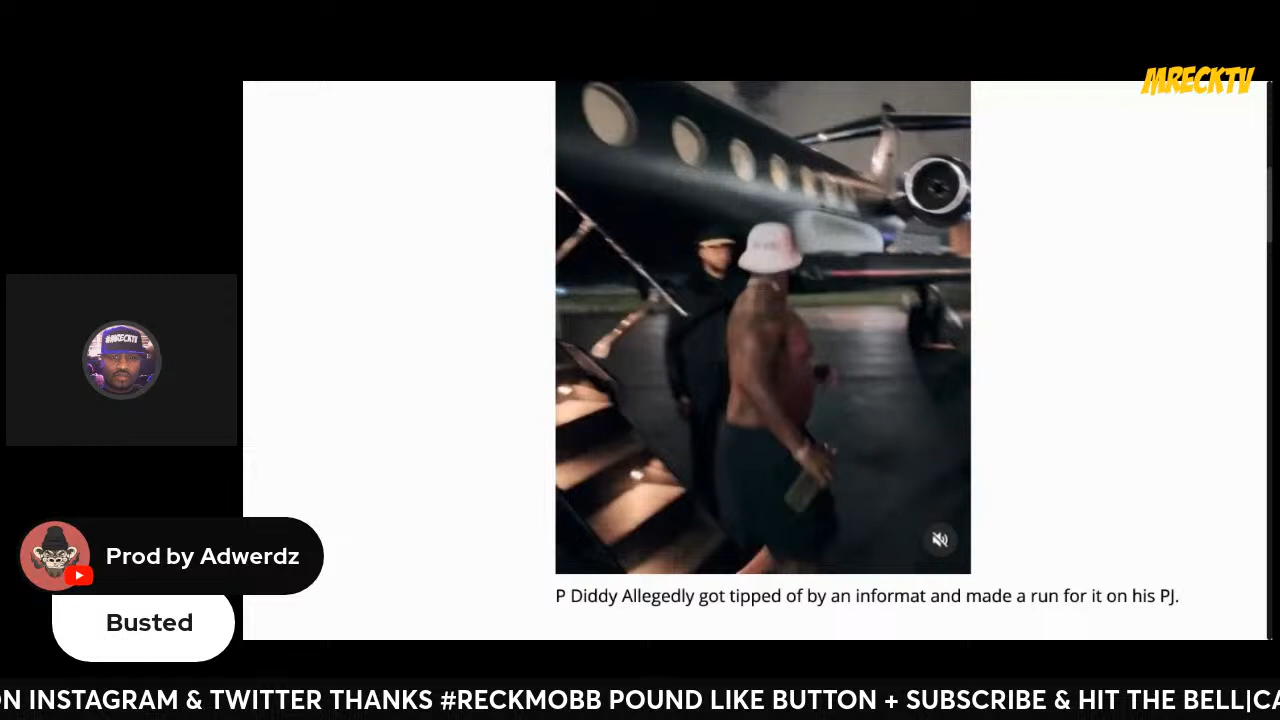 MRECKTV
#MRECKTV
P Diddy Allegedly got tipped of by an informat and made a run for it on his PJ.
Prod by Adwerdz
Busted
ON INSTAGRAM & TWITTER THANKS #RECKMOBB POUND LIKE BUTTON + SUBSCRIBE & HIT THE BELL|CA